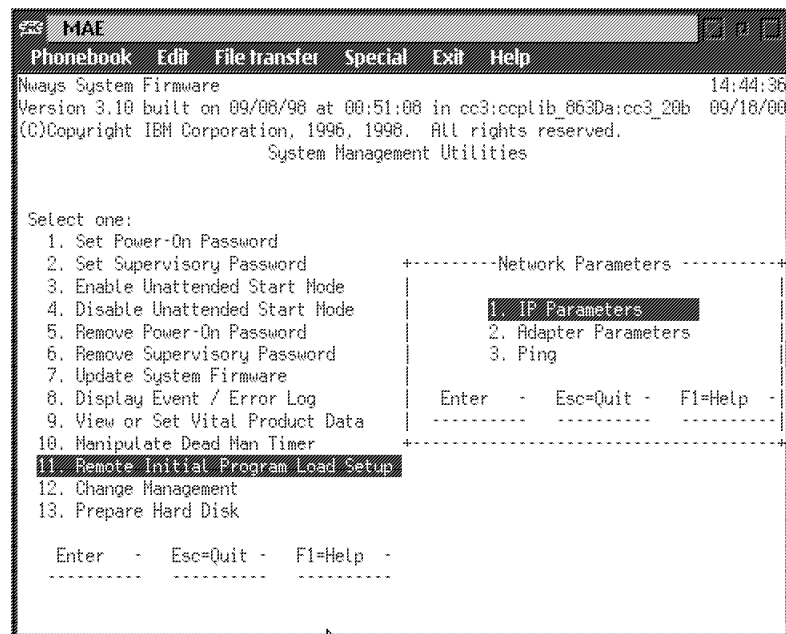 MAE
Phonebook Edit File transfer Special Exit Help
Nways System Firmware 14:44:36
Version 3.10 built on 09/08/98 at 00:51:08 in cc3:ccplib_863Da:cc3_20b 09/18/00
(C)Copyright IBM Corporation, 1996, 1998. All rights reserved.
System Management Utilities
Select one:
1. Set Power-On Password
2. Set Supervisory Password
3. Enable Unattended Start Mode
4. Disable Unattended Start Mode
5. Remove Power-On Password
6. Remove Supervisory Password
7. Update System Firmware
8. Display Event / Error Log
9. View or Set Vital Product Data
10. Manipulate Dead Man Timer
11. Remote Initial Program Load Setup
12. Change Management
13. Prepare Hard Disk
Enter - Esc=Quit - F1=Help -
Network Parameters
1. IP Parameters
2. Adapter Parameters
3. Ping
Enter - Esc=Quit - F1=Help -